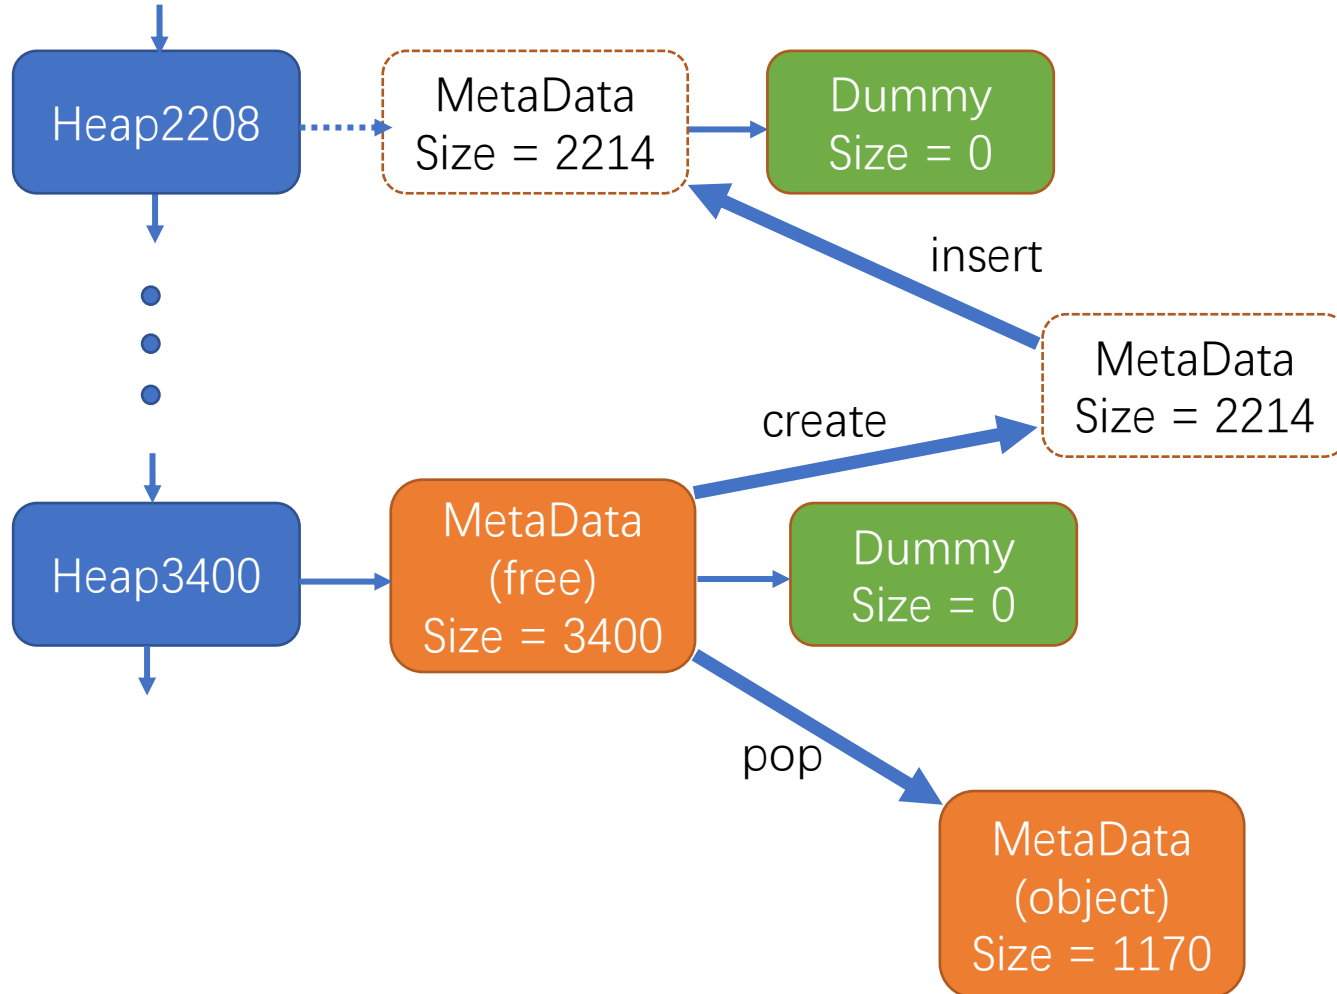 Heap2208
MetaData
Size = 2214
Dummy
Size = 0
insert
MetaData
Size = 2214
create
Heap3400
MetaData
(free)
Size = 3400
Dummy
Size = 0
pop
MetaData
(object)
Size = 1170